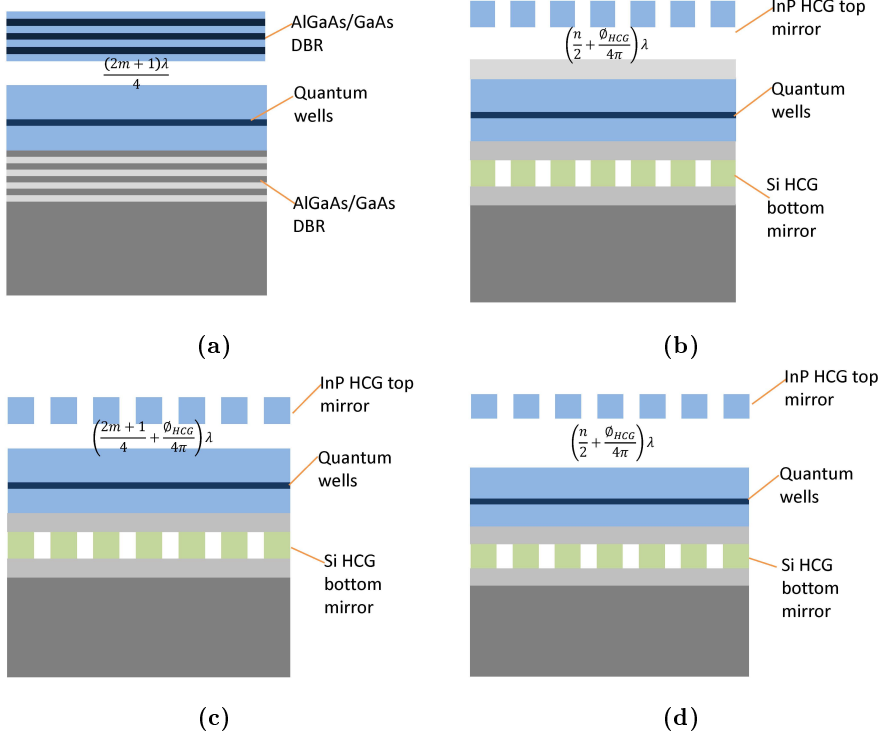 AlGaAs/GaAs
DBR
(2m + 1)λ
4
Quantum
wells
AlGaAs/GaAs
DBR
(a)
InP HCG top
mirror
(n/2 + ∅HCG/4π) λ
Quantum
wells
Si HCG
bottom
mirror
(b)
InP HCG top
mirror
((2m + 1)/4 + ∅HCG/4π) λ
Quantum
wells
Si HCG
bottom
mirror
(c)
InP HCG top
mirror
(n/2 + ∅HCG/4π) λ
Quantum
wells
Si HCG
bottom
mirror
(d)